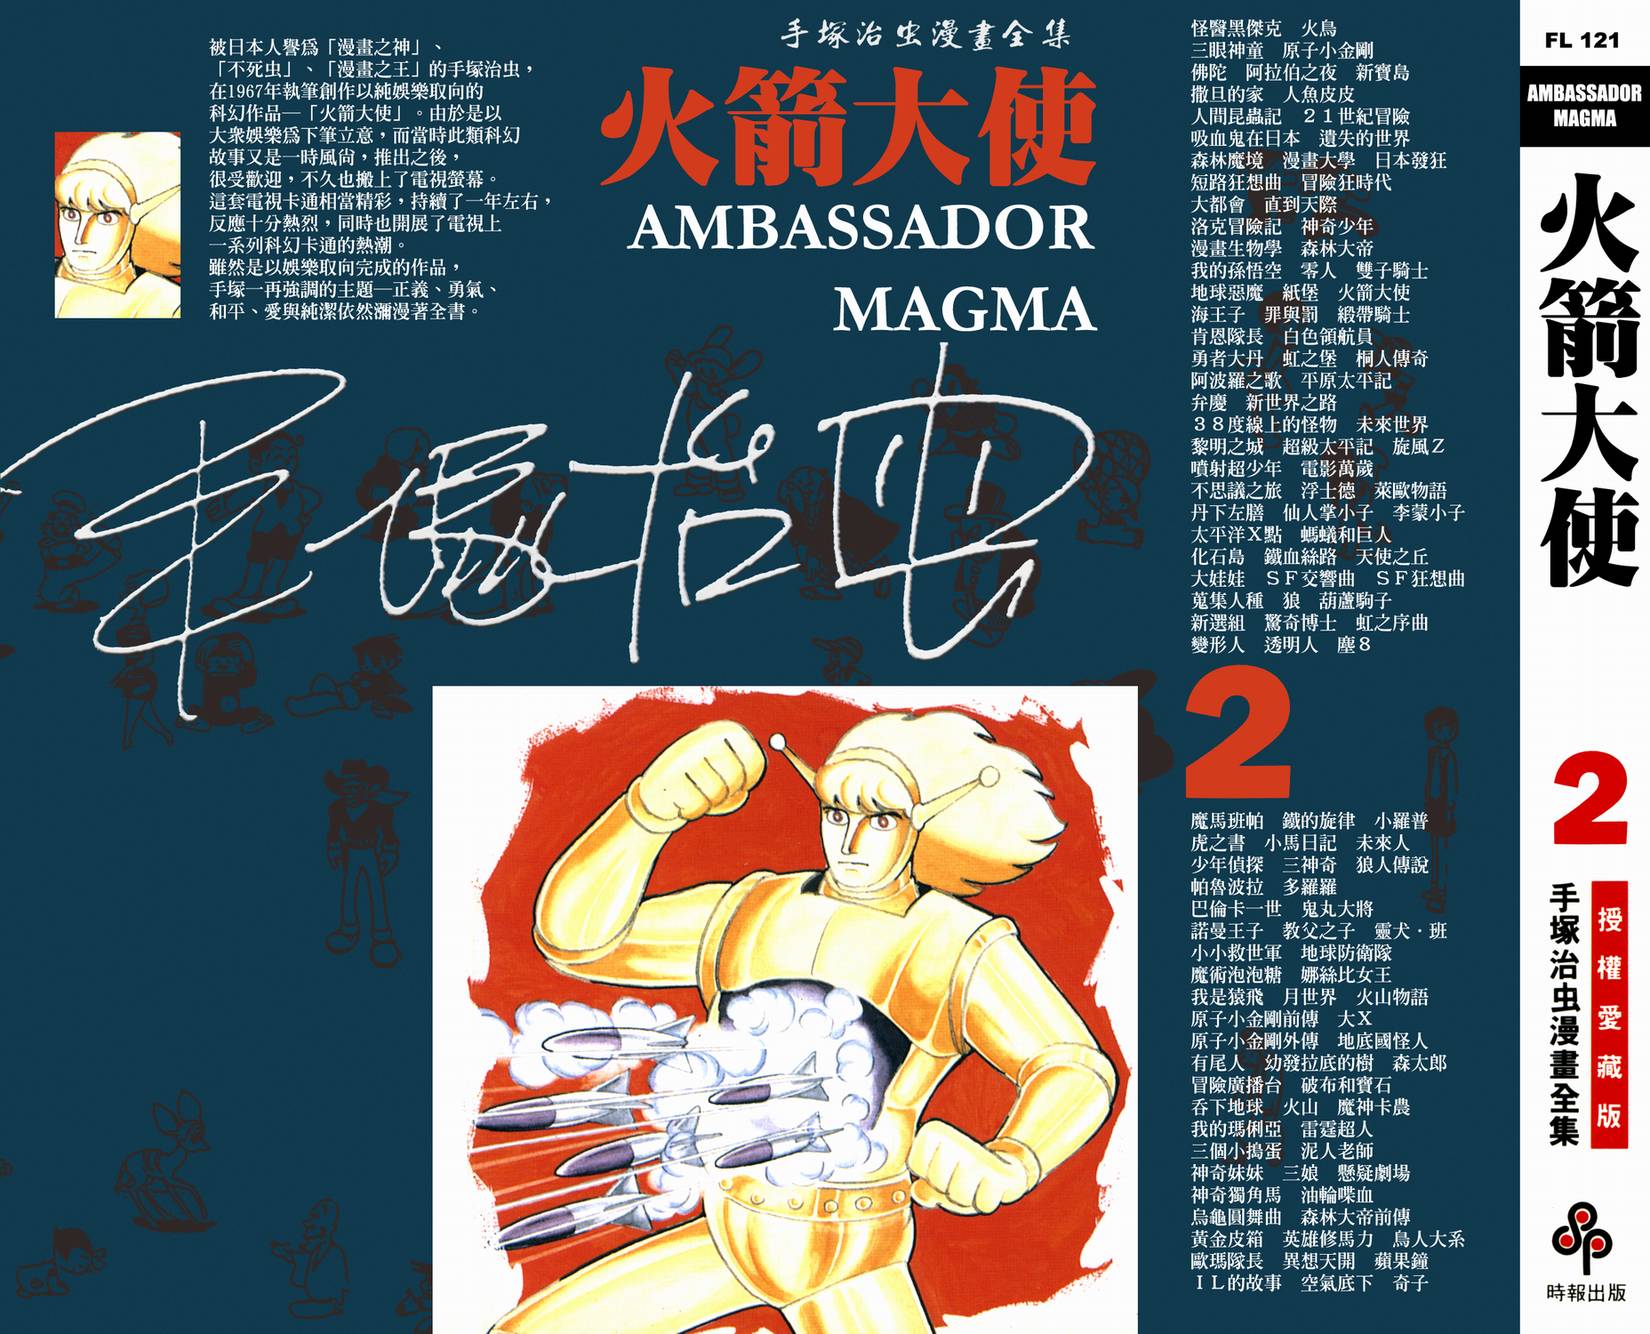 被日本人譽爲「漫畫之神」、
「不死虫」、「漫畫之王」的手塚治虫，
在1967年執筆創作以純娛樂取向的
科幻作品—「火箭大使」。由於是以
大衆娛樂爲下筆立意，而當時此類科幻
故事又是一時風尙，推出之後，
很受歡迎，不久也搬上了電視螢幕。
這套電視卡通相當精彩，持續了一年左右，
反應十分熱烈，同時也開展了電視上
一系列科幻卡通的熱潮。
雖然是以娛樂取向完成的作品，
手塚一再強調的主題—正義、勇氣、
和平、愛與純潔依然瀰漫著全書。
手塚治虫漫畫全集
火箭大使
AMBASSADOR
MAGMA
手塚治虫
怪醫黑傑克　火鳥
三眼神童　原子小金剛
佛陀　阿拉伯之夜　新寶島
撒旦的家　人魚皮皮
人間昆蟲記　２１世紀冒險
吸血鬼在日本　遺失的世界
森林魔境　漫畫大學　日本發狂
短路狂想曲　冒險狂時代
大都會　直到天際
洛克冒險記　神奇少年
漫畫生物學　森林大帝
我的孫悟空　零人　雙子騎士
地球惡魔　紙堡　火箭大使
海王子　罪與罰　緞帶騎士
肯恩隊長　白色領航員
勇者大丹　虹之堡　桐人傳奇
阿波羅之歌　平原太平記
弁慶　新世界之路
３８度線上的怪物　未來世界
黎明之城　超級太平記　旋風Ｚ
噴射超少年　電影萬歲
不思議之旅　浮士德　萊歐物語
丹下左膳　仙人掌小子　李蒙小子
太平洋Ｘ點　螞蟻和巨人
化石島　鐵血絲路　天使之丘
大娃娃　ＳＦ交響曲　ＳＦ狂想曲
蒐集人種　狼　葫蘆駒子
新選組　驚奇博士　虹之序曲
變形人　透明人　塵８
2
魔馬班帕　鐵的旋律　小羅普
虎之書　小馬日記　未來人
少年偵探　三神奇　狼人傳說
帕魯波拉　多羅羅
巴倫卡一世　鬼丸大將
諾曼王子　教父之子　靈犬・班
小小救世軍　地球防衛隊
魔術泡泡糖　娜絲比女王
我是猿飛　月世界　火山物語
原子小金剛前傳　大Ｘ
原子小金剛外傳　地底國怪人
有尾人　幼發拉底的樹　森太郎
冒險廣播台　破布和寶石
吞下地球　火山　魔神卡農
我的瑪俐亞　雷霆超人
三個小搗蛋　泥人老師
神奇妹妹　三娘　懸疑劇場
神奇獨角馬　油輪喋血
烏龜圓舞曲　森林大帝前傳
黃金皮箱　英雄修馬力　鳥人大系
歐瑪隊長　異想天開　蘋果鐘
ＩＬ的故事　空氣底下　奇子
FL 121
AMBASSADOR
MAGMA
火箭大使
2
授權愛藏版
手塚治虫漫畫全集
時報出版